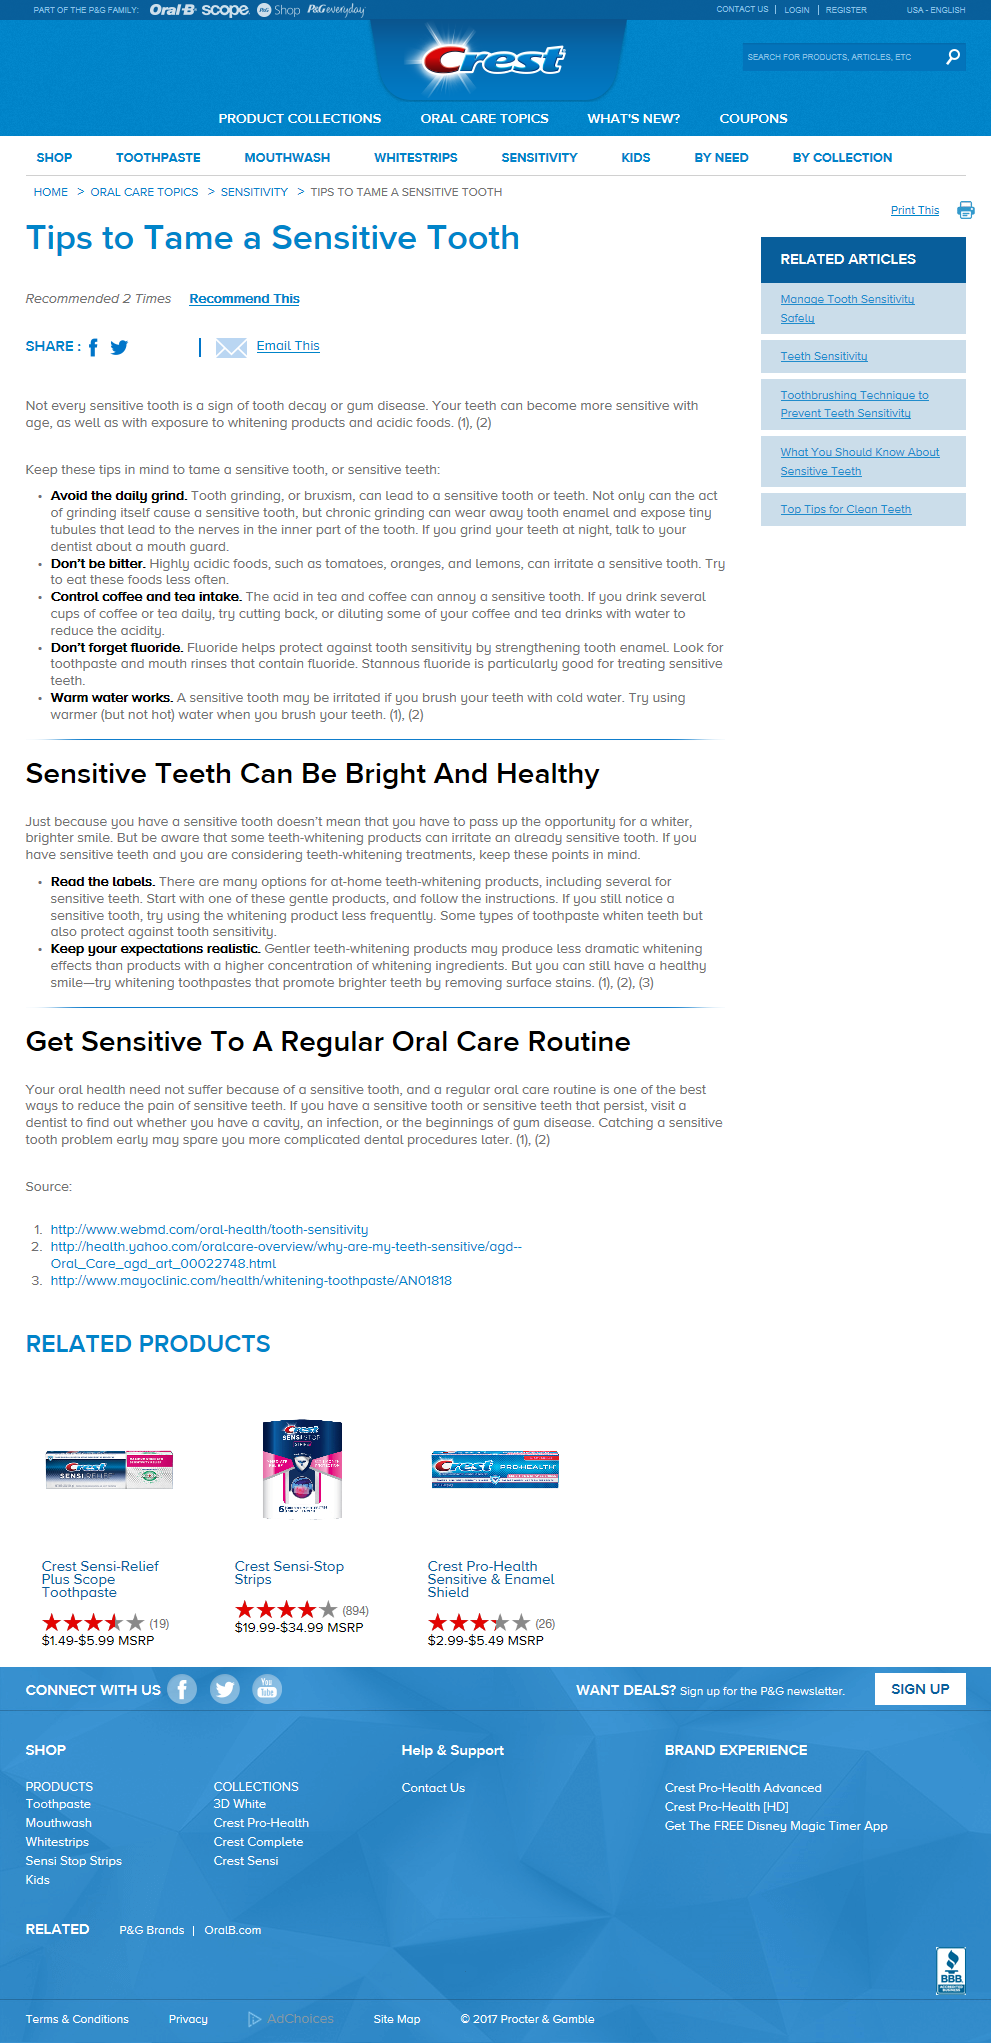 PART OF THE P&G FAMILY: Oral-B scope. P&G Shop P&G everyday
CONTACT US | LOGIN | REGISTER USA - ENGLISH
Crest
SEARCH FOR PRODUCTS, ARTICLES, ETC
PRODUCT COLLECTIONS ORAL CARE TOPICS WHAT'S NEW? COUPONS
SHOP TOOTHPASTE MOUTHWASH WHITESTRIPS SENSITIVITY KIDS BY NEED BY COLLECTION
HOME > ORAL CARE TOPICS > SENSITIVITY > TIPS TO TAME A SENSITIVE TOOTH
Print This
Tips to Tame a Sensitive Tooth
Recommended 2 Times Recommend This
SHARE : | Email This
RELATED ARTICLES
Manage Tooth Sensitivity
Safely
Teeth Sensitivity
Toothbrushing Technique to
Prevent Teeth Sensitivity
What You Should Know About
Sensitive Teeth
Top Tips for Clean Teeth
Not every sensitive tooth is a sign of tooth decay or gum disease. Your teeth can become more sensitive with
age, as well as with exposure to whitening products and acidic foods. (1), (2)
Keep these tips in mind to tame a sensitive tooth, or sensitive teeth:
• Avoid the daily grind. Tooth grinding, or bruxism, can lead to a sensitive tooth or teeth. Not only can the act
of grinding itself cause a sensitive tooth, but chronic grinding can wear away tooth enamel and expose tiny
tubules that lead to the nerves in the inner part of the tooth. If you grind your teeth at night, talk to your
dentist about a mouth guard.
• Don't be bitter. Highly acidic foods, such as tomatoes, oranges, and lemons, can irritate a sensitive tooth. Try
to eat these foods less often.
• Control coffee and tea intake. The acid in tea and coffee can annoy a sensitive tooth. If you drink several
cups of coffee or tea daily, try cutting back, or diluting some of your coffee and tea drinks with water to
reduce the acidity.
• Don't forget fluoride. Fluoride helps protect against tooth sensitivity by strengthening tooth enamel. Look for
toothpaste and mouth rinses that contain fluoride. Stannous fluoride is particularly good for treating sensitive
teeth.
• Warm water works. A sensitive tooth may be irritated if you brush your teeth with cold water. Try using
warmer (but not hot) water when you brush your teeth. (1), (2)
Sensitive Teeth Can Be Bright And Healthy
Just because you have a sensitive tooth doesn't mean that you have to pass up the opportunity for a whiter,
brighter smile. But be aware that some teeth-whitening products can irritate an already sensitive tooth. If you
have sensitive teeth and you are considering teeth-whitening treatments, keep these points in mind.
• Read the labels. There are many options for at-home teeth-whitening products, including several for
sensitive teeth. Start with one of these gentle products, and follow the instructions. If you still notice a
sensitive tooth, try using the whitening product less frequently. Some types of toothpaste whiten teeth but
also protect against tooth sensitivity.
• Keep your expectations realistic. Gentler teeth-whitening products may produce less dramatic whitening
effects than products with a higher concentration of whitening ingredients. But you can still have a healthy
smile—try whitening toothpastes that promote brighter teeth by removing surface stains. (1), (2), (3)
Get Sensitive To A Regular Oral Care Routine
Your oral health need not suffer because of a sensitive tooth, and a regular oral care routine is one of the best
ways to reduce the pain of sensitive teeth. If you have a sensitive tooth or sensitive teeth that persist, visit a
dentist to find out whether you have a cavity, an infection, or the beginnings of gum disease. Catching a sensitive
tooth problem early may spare you more complicated dental procedures later. (1), (2)
Source:
1. http://www.webmd.com/oral-health/tooth-sensitivity
2. http://health.yahoo.com/oralcare-overview/why-are-my-teeth-sensitive/agd--
Oral_Care_agd_art_00022748.html
3. http://www.mayoclinic.com/health/whitening-toothpaste/AN01818
RELATED PRODUCTS
Crest
SENSI-RELIEF
Crest
SENSI-STOP
STRIPS
Crest PRO-HEALTH
Crest Sensi-Relief
Plus Scope
Toothpaste
(19)
$1.49-$5.99 MSRP
Crest Sensi-Stop
Strips
(894)
$19.99-$34.99 MSRP
Crest Pro-Health
Sensitive & Enamel
Shield
(26)
$2.99-$5.49 MSRP
CONNECT WITH US You Tube
WANT DEALS? Sign up for the P&G newsletter. SIGN UP
SHOP
PRODUCTS
Toothpaste
Mouthwash
Whitestrips
Sensi Stop Strips
Kids
COLLECTIONS
3D White
Crest Pro-Health
Crest Complete
Crest Sensi
Help & Support
Contact Us
BRAND EXPERIENCE
Crest Pro-Health Advanced
Crest Pro-Health [HD]
Get The FREE Disney Magic Timer App
RELATED P&G Brands | OralB.com
BBB.
Terms & Conditions Privacy AdChoices Site Map © 2017 Procter & Gamble